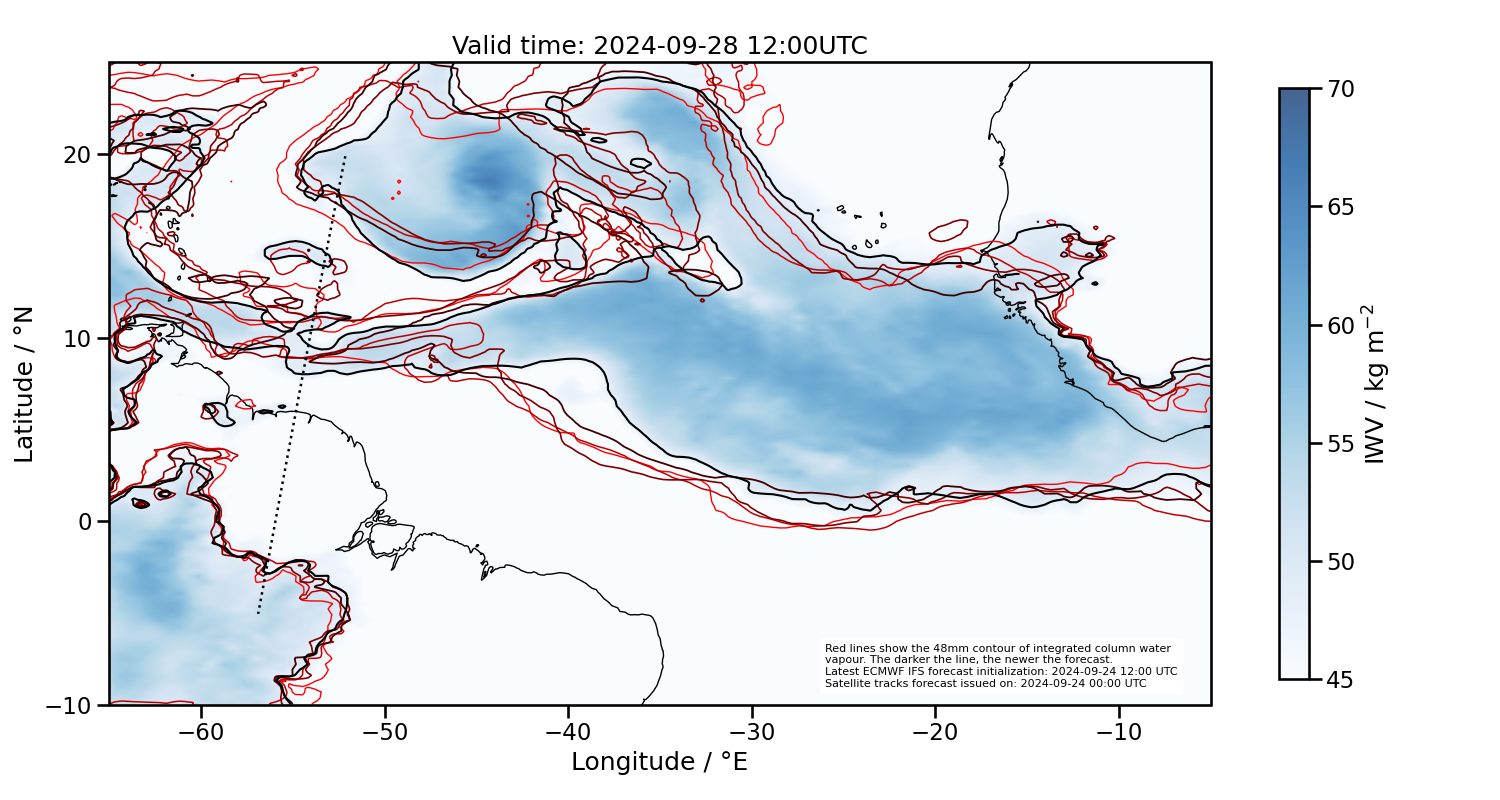 Valid time: 2024-09-28 12:00UTC
20
10
0
−10
Latitude / °N
−60
−50
−40
−30
−20
−10
Longitude / °E
Red lines show the 48mm contour of integrated column water
vapour. The darker the line, the newer the forecast.
Latest ECMWF IFS forecast initialization: 2024-09-24 12:00 UTC
Satellite tracks forecast issued on: 2024-09-24 00:00 UTC
70
65
60
55
50
45
IWV / kg m⁻²